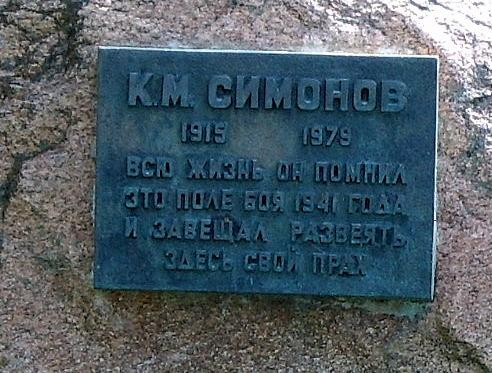 К.М. СИМОНОВ
1915 1979
ВСЮ ЖИЗНЬ ОН ПОМНИЛ
ЭТО ПОЛЕ БОЯ 1941 ГОДА
И ЗАВЕЩАЛ РАЗВЕЯТЬ
ЗДЕСЬ СВОЙ ПРАХ